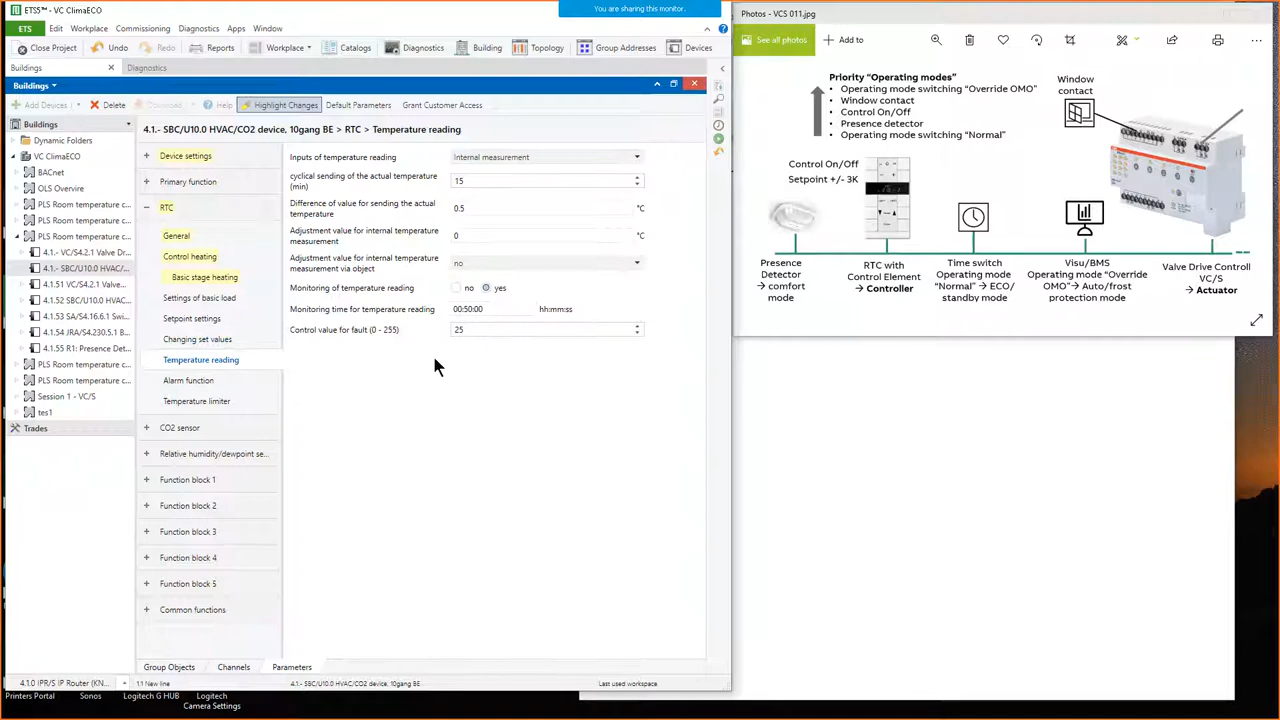 ETS5™ - VC ClimaECO
You are sharing this monitor.
ETS Edit Workplace Commissioning Diagnostics Apps Window
Close Project Undo Redo Reports Workplace Catalogs Diagnostics Building Topology Group Addresses Devices
Buildings Diagnostics
Buildings
Add Devices Delete Download Help Highlight Changes Default Parameters Grant Customer Access
Buildings
Dynamic Folders
VC ClimaECO
BACnet
OLS Overvire
PLS Room temperature c...
PLS Room temperature c...
PLS Room temperature c...
4.1.- VC/S4.2.1 Valve Dr...
4.1.- SBC/U10.0 HVAC/...
4.1.51 VC/S4.2.1 Valve...
4.1.52 SBC/U10.0 HVAC...
4.1.53 SA/S4.16.6.1 Swi...
4.1.54 JRA/S4.230.5.1 Bl...
4.1.55 R1: Presence Det...
PLS Room temperature c...
PLS Room temperature c...
Session 1 - VC/S
tes1
Trades
4.1.- SBC/U10.0 HVAC/CO2 device, 10gang BE > RTC > Temperature reading
Device settings
Primary function
RTC
General
Control heating
Basic stage heating
Settings of basic load
Setpoint settings
Changing set values
Temperature reading
Alarm function
Temperature limiter
CO2 sensor
Relative humidity/dewpoint se...
Function block 1
Function block 2
Function block 3
Function block 4
Function block 5
Common functions
Inputs of temperature reading Internal measurement
cyclical sending of the actual temperature (min) 15
Difference of value for sending the actual temperature 0.5 °C
Adjustment value for internal temperature measurement 0 °C
Adjustment value for internal temperature measurement via object no
Monitoring of temperature reading no yes
Monitoring time for temperature reading 00:50:00 hh:mm:ss
Control value for fault (0 - 255) 25
Group Objects Channels Parameters
4.1.0 IPR/S IP Router (KN... 1.1 New line 4.1.- SBC/U10.0 HVAC/CO2 device, 10gang BE Last used workspace
Printers Portal Sonos Logitech G HUB Logitech
Camera Settings
Photos - VCS 011.jpg
See all photos Add to
Priority “Operating modes”
• Operating mode switching “Override OMO”
• Window contact
• Control On/Off
• Presence detector
• Operating mode switching “Normal”
Window
contact
Control On/Off
Setpoint +/- 3K
Presence
Detector
→ comfort
mode
RTC with
Control Element
→ Controller
Time switch
Operating mode
“Normal” → ECO/
standby mode
Visu/BMS
Operating mode “Override
OMO”→ Auto/frost
protection mode
Valve Drive Controll
VC/S
→ Actuator